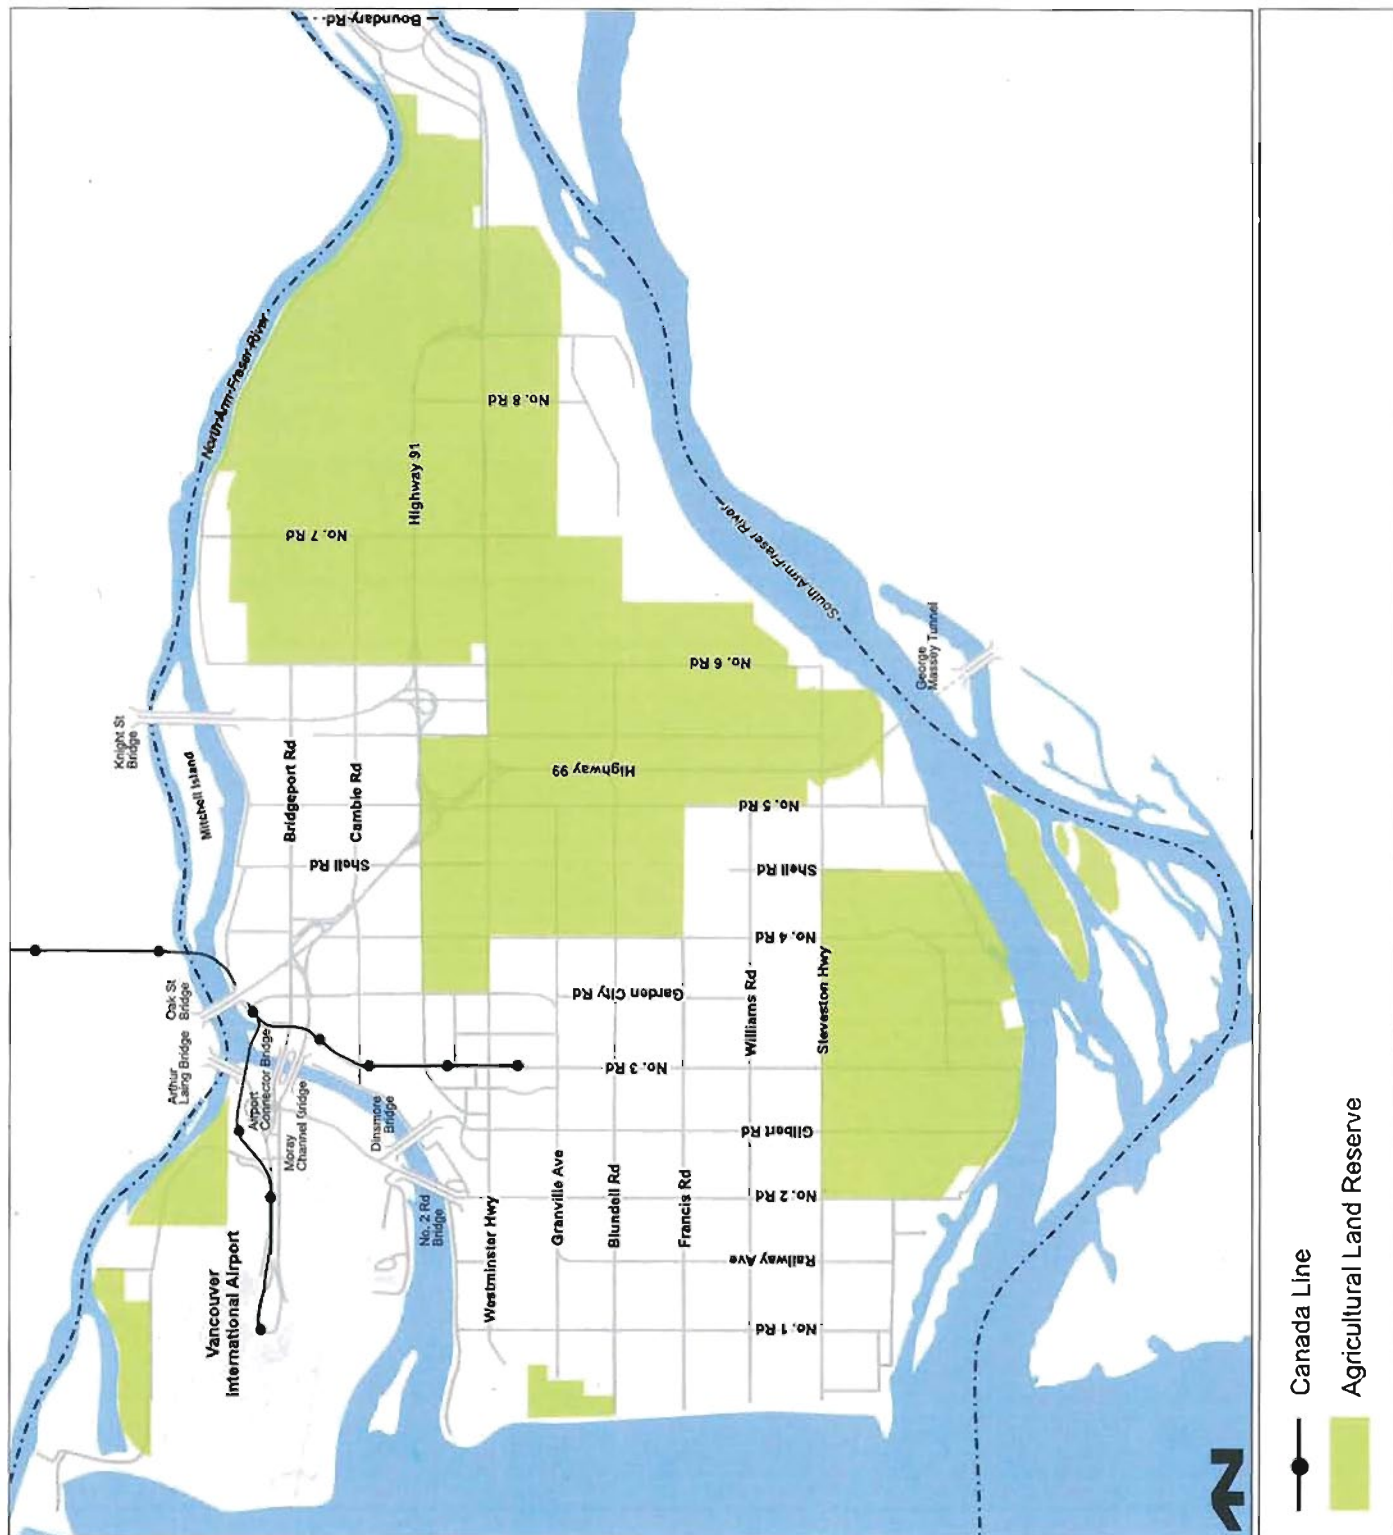 Boundary Rd
North Arm Fraser River
No. 8 Rd
Highway 91
No. 7 Rd
South Arm Fraser River
George
Massey Tunnel
No. 6 Rd
Knight St
Bridge
Mitchell Island
Bridgeport Rd
Cambie Rd
Highway 99
No. 5 Rd
Shell Rd
Shell Rd
No. 4 Rd
Oak St
Bridge
Garden City Rd
Williams Rd
Steveston Hwy
Arthur
Laing Bridge
Airport
Connector Bridge
Moray
Channel Bridge
Dinsmore
Bridge
No. 3 Rd
Gilbert Rd
No. 2 Rd
Bridge
Westminster Hwy
Granville Ave
Blundell Rd
Francis Rd
No. 2 Rd
Railway Ave
No. 1 Rd
Vancouver
International Airport
N
Canada Line
Agricultural Land Reserve